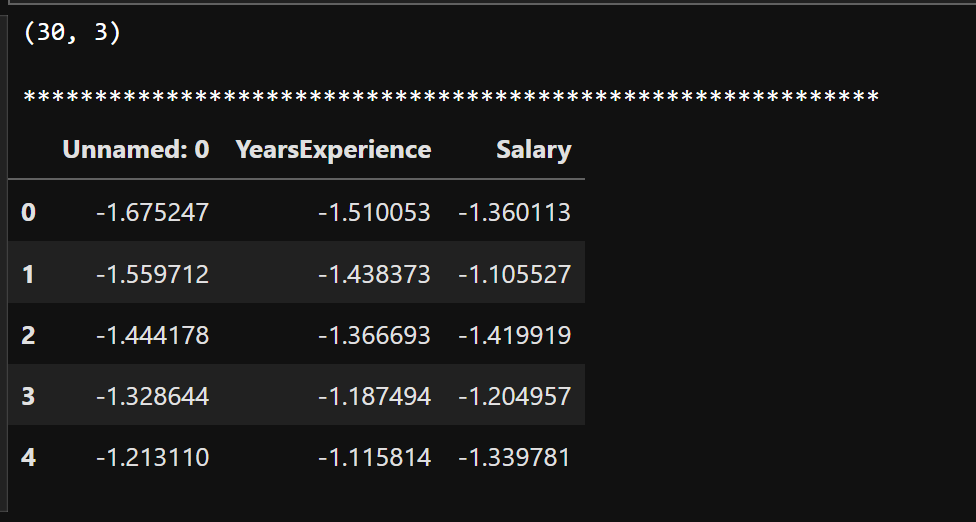 (30, 3)
************************************************************
Unnamed: 0 YearsExperience Salary
0 -1.675247 -1.510053 -1.360113
1 -1.559712 -1.438373 -1.105527
2 -1.444178 -1.366693 -1.419919
3 -1.328644 -1.187494 -1.204957
4 -1.213110 -1.115814 -1.339781